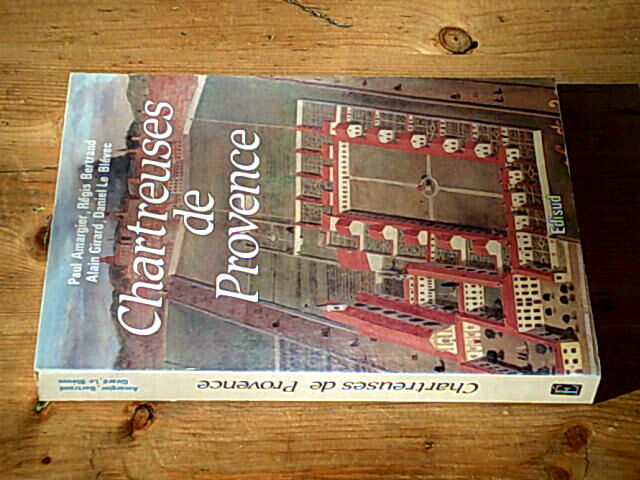 Paul Amargier, Régis Bertrand
Alain Girard, Daniel Le Blévec
Chartreuses
de
Provence
Edisud
Chartreuses de Provence
Amargier, Bertrand
Girard, Le Blévec